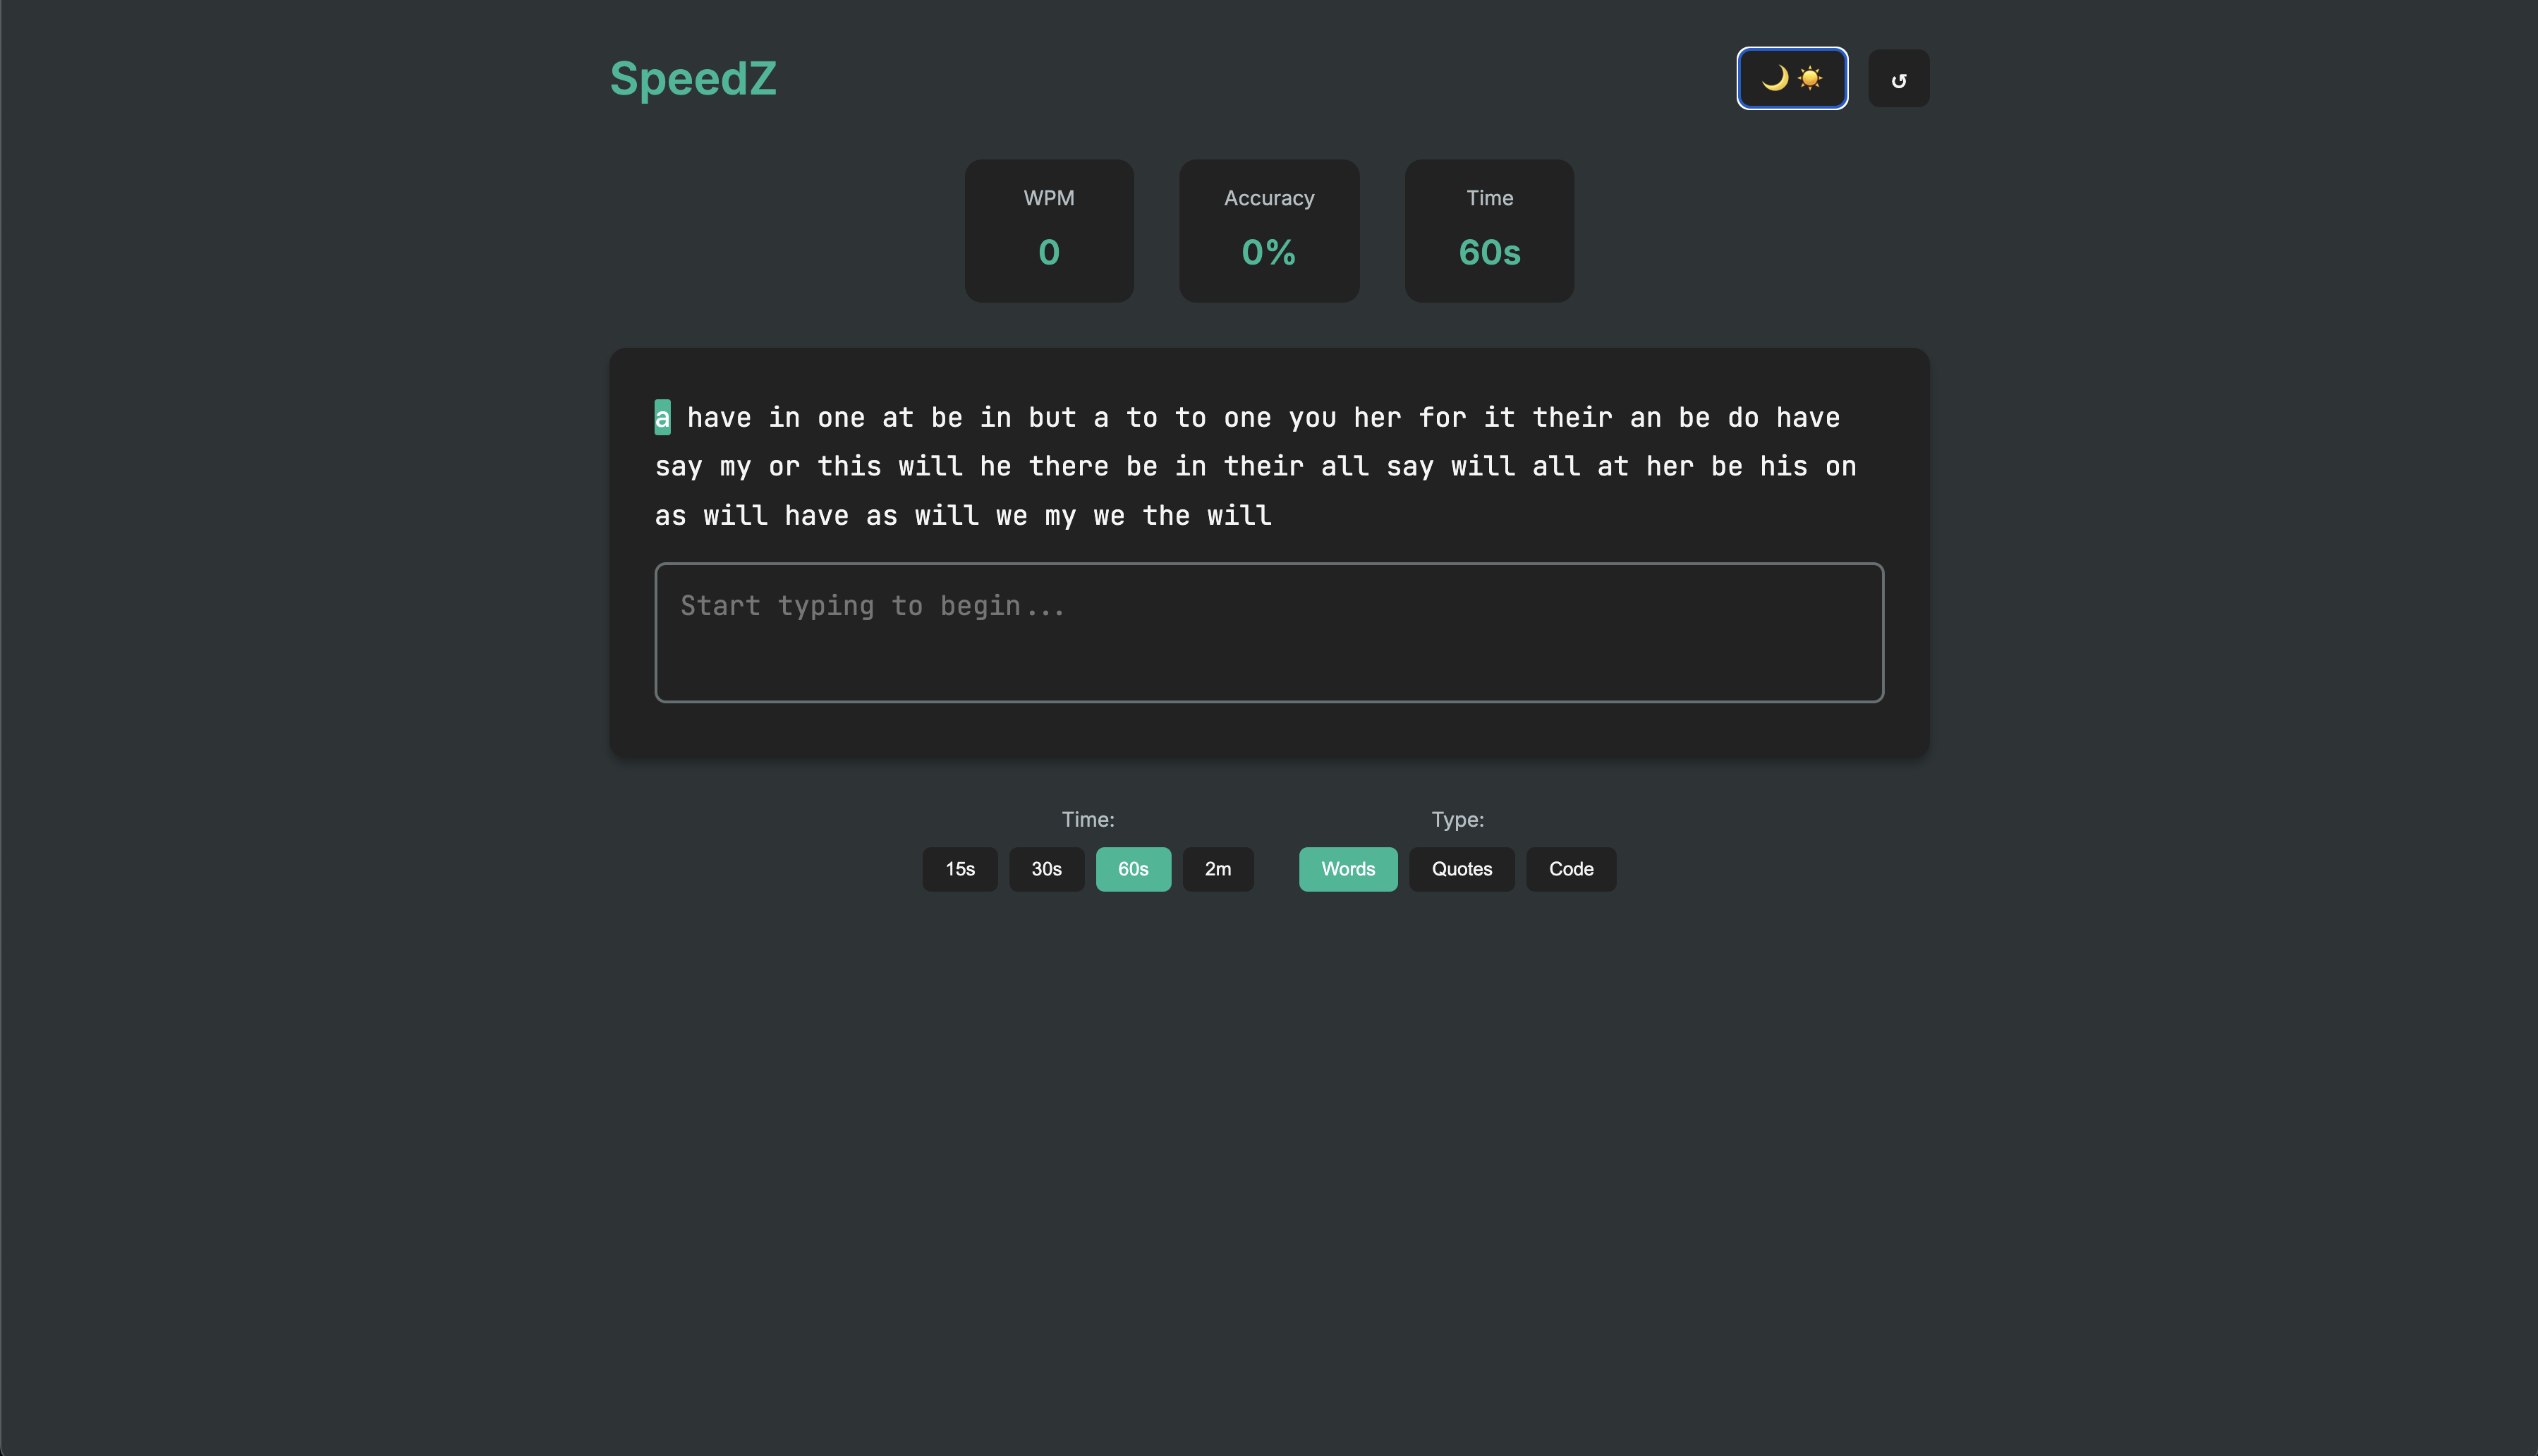 SpeedZ
🌙☀️ ↺
WPM
0
Accuracy
0%
Time
60s
a have in one at be in but a to to one you her for it their an be do have
say my or this will he there be in their all say will all at her be his on
as will have as will we my we the will
Start typing to begin...
Time:
15s 30s 60s 2m
Type:
Words Quotes Code